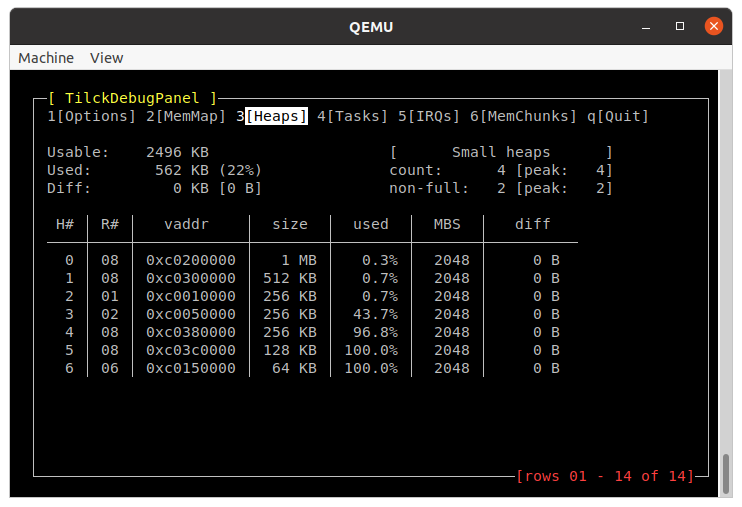 QEMU
Machine View
[ TilckDebugPanel ]
1[Options] 2[MemMap] 3[Heaps] 4[Tasks] 5[IRQs] 6[MemChunks] q[Quit]
Usable: 2496 KB [ Small heaps ]
Used: 562 KB (22%) count: 4 [peak: 4]
Diff: 0 KB [0 B] non-full: 2 [peak: 2]
H# R# vaddr size used MBS diff
0 08 0xc0200000 1 MB 0.3% 2048 0 B
1 08 0xc0300000 512 KB 0.7% 2048 0 B
2 01 0xc0010000 256 KB 0.7% 2048 0 B
3 02 0xc0050000 256 KB 43.7% 2048 0 B
4 08 0xc0380000 256 KB 96.8% 2048 0 B
5 08 0xc03c0000 128 KB 100.0% 2048 0 B
6 06 0xc0150000 64 KB 100.0% 2048 0 B
[rows 01 - 14 of 14]